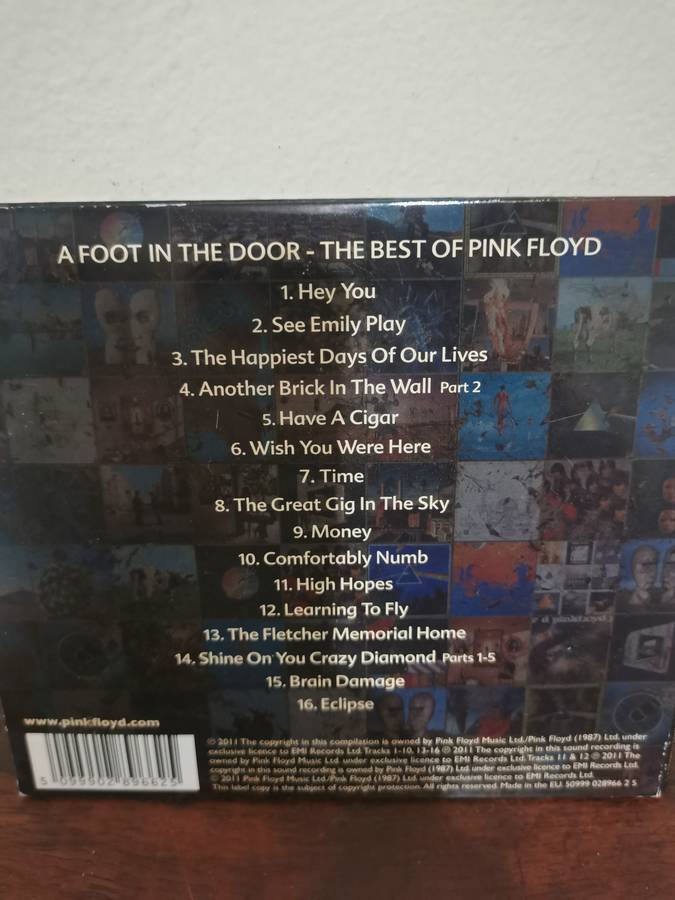 A FOOT IN THE DOOR - THE BEST OF PINK FLOYD
1. Hey You
2. See Emily Play
3. The Happiest Days Of Our Lives
4. Another Brick In The Wall Part 2
5. Have A Cigar
6. Wish You Were Here
7. Time
8. The Great Gig In The Sky
9. Money
10. Comfortably Numb
11. High Hopes
12. Learning To Fly
13. The Fletcher Memorial Home
14. Shine On You Crazy Diamond Parts 1-5
15. Brain Damage
16. Eclipse
www.pinkfloyd.com
5 099902 896625
℗ 2011 The copyright in this compilation is owned by Pink Floyd Music Ltd./Pink Floyd (1987) Ltd. under
exclusive licence to EMI Records Ltd. Tracks 1-10, 13-16 ℗ 2011 The copyright in this sound recording is
owned by Pink Floyd Music Ltd. under exclusive licence to EMI Records Ltd. Tracks 11 & 12 ℗ 2011 The
copyright in this sound recording is owned by Pink Floyd (1987) Ltd. under exclusive licence to EMI Records Ltd.
© 2011 Pink Floyd Music Ltd./Pink Floyd (1987) Ltd. under exclusive licence to EMI Records Ltd.
This label copy is the subject of copyright protection. All rights reserved. Made in the EU. 50999 028966 2 5